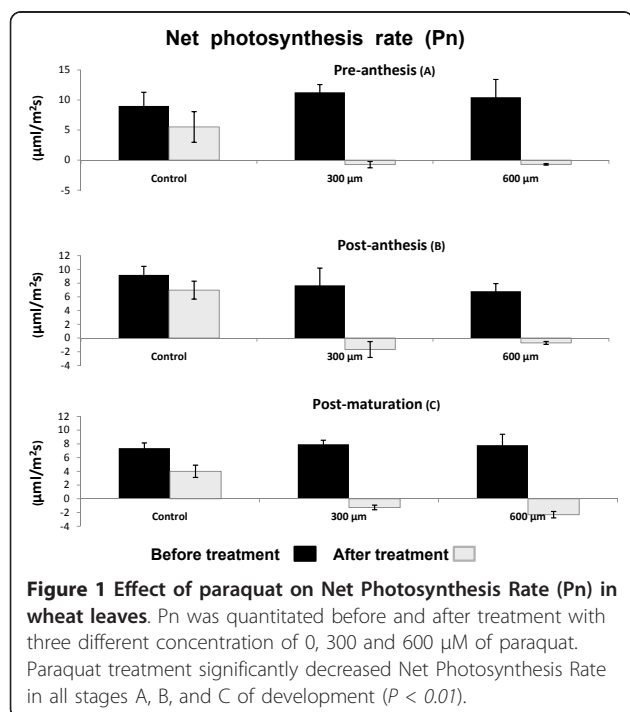 Net photosynthesis rate (Pn)
Pre-anthesis (A)
(µml/m²s)
15
10
5
0
-5
Control
300 µm
600 µm
Post-anthesis (B)
(µml/m²s)
12
10
8
6
4
2
0
-2
-4
Control
300 µm
600 µm
Post-maturation (C)
(µml/m²s)
12
10
8
6
4
2
0
-2
-4
Control
300 µm
600 µm
Before treatment After treatment
Figure 1 Effect of paraquat on Net Photosynthesis Rate (Pn) in
wheat leaves. Pn was quantitated before and after treatment with
three different concentration of 0, 300 and 600 µM of paraquat.
Paraquat treatment significantly decreased Net Photosynthesis Rate
in all stages A, B, and C of development (P < 0.01).